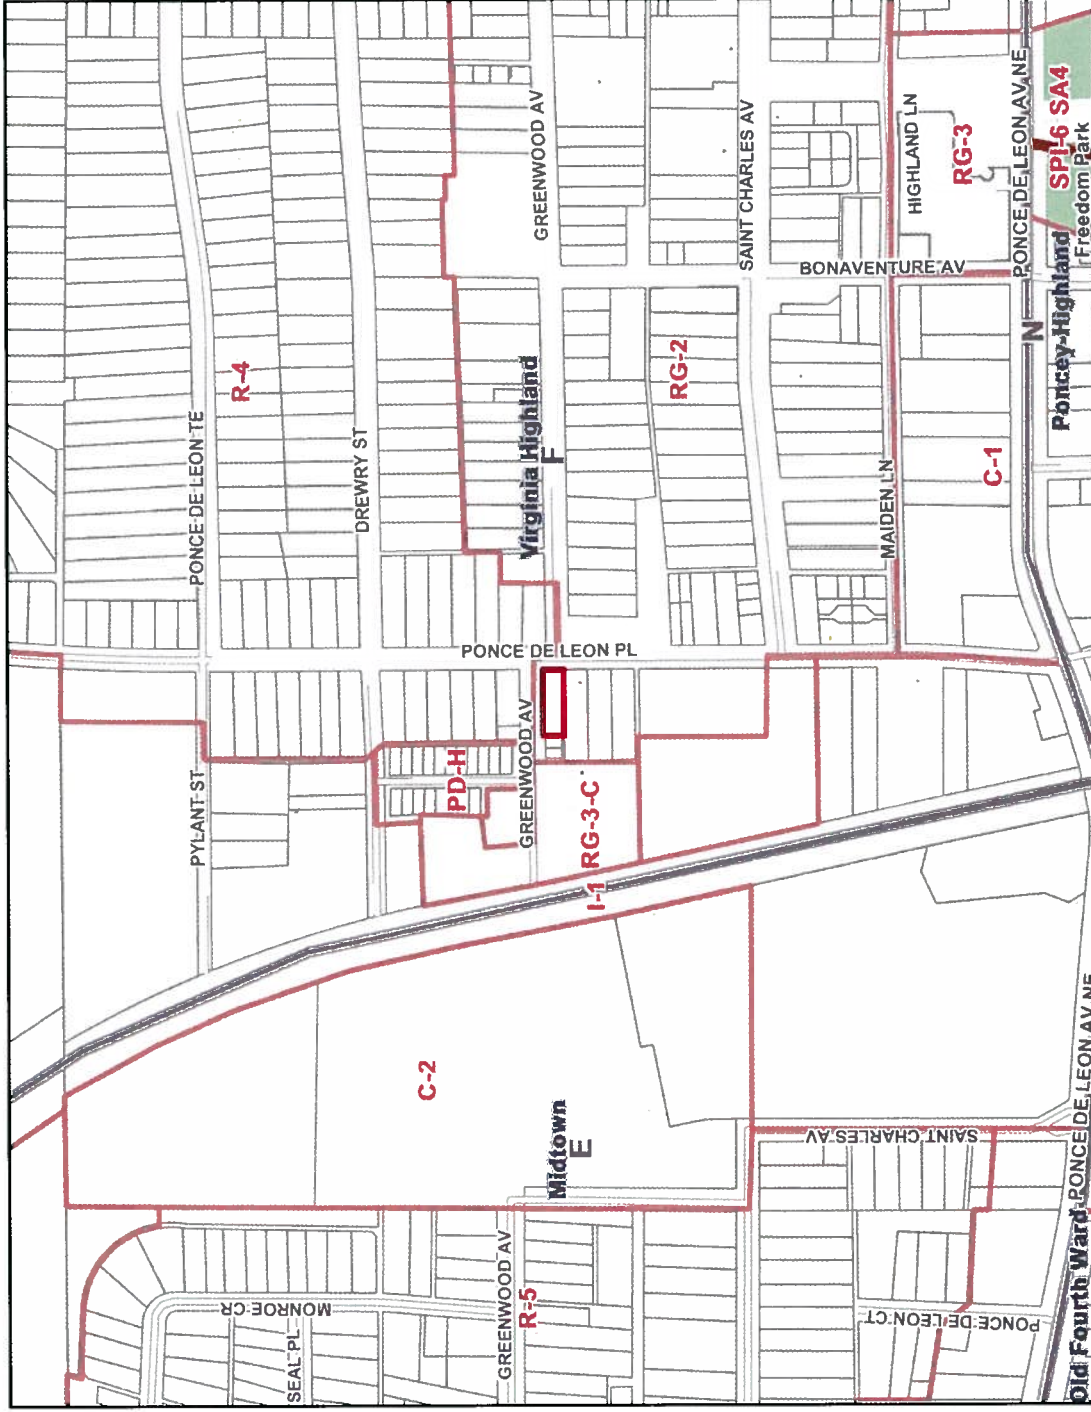 PONCE DE LEON TE
R-4
DREWRY ST
GREENWOOD AV
Virginia Highland
F
RG-2
SAINT CHARLES AV
BONAVENTURE AV
HIGHLAND LN
RG-3
PONCE DE LEON AV NE
SPI-6 SA4
Freedom Park
N
Poncey-Highland
C-1
MAIDEN LN
PONCE DE LEON PL
PYLANT ST
PD-H
GREENWOOD AV
RG-3-C
I-1
C-2
Midtown
E
SAINT CHARLES AV
PONCE DE LEON AV NE
MONROE CR
SEAL PL
GREENWOOD AV
R-5
PONCE DE LEON CT
Old Fourth Ward